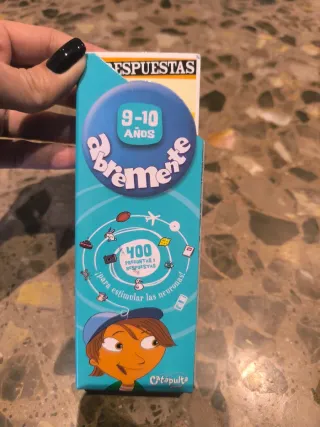 RESPUESTAS
9-10
AÑOS
abremente
400
PREGUNTAS Y
RESPUESTAS
¡para estimular las neuronas!
catapulta